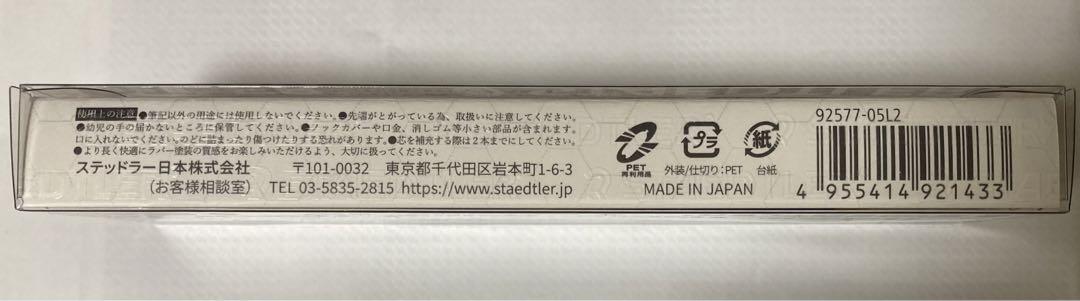 使用上の注意 ●筆記以外の用途には使用しないでください。●先端がとがっている為、取扱いに注意してください。
●幼児の手の届かないところに保管してください。●ノックカバーや口金、消しゴム等小さい部品が含まれます。
口に入れないでください。のどに詰まったり傷つけたりする恐れがあります。●芯を補充する際は2本までにしてください。
●より長く快適にラバー塗装の質感をお楽しみいただけるよう、大切に扱ってください。
ステッドラー日本株式会社 〒101-0032 東京都千代田区岩本町1-6-3
(お客様相談室) TEL 03-5835-2815 https://www.staedtler.jp
PET
再利用品
プラ
紙
外装/仕切り:PET 台紙
MADE IN JAPAN
92577-05L2
4 955414 921433